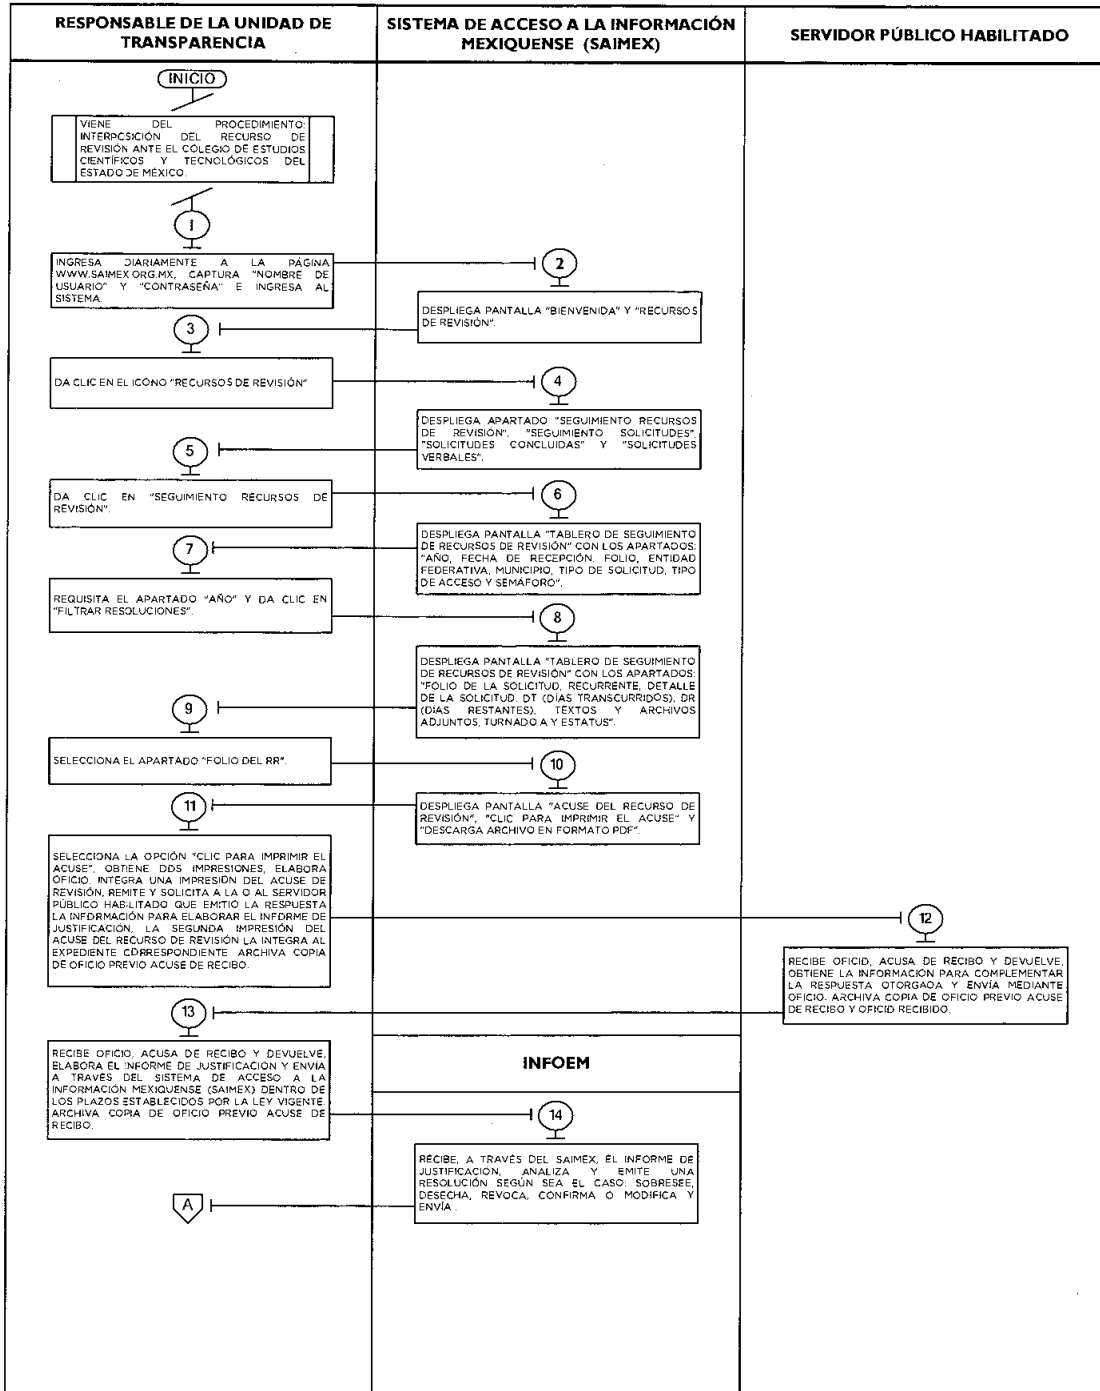 RESPONSABLE DE LA UNIDAD DE
TRANSPARENCIA
SISTEMA DE ACCESO A LA INFORMACIÓN
MEXIQUENSE (SAIMEX)
SERVIDOR PÚBLICO HABILITADO
INICIO
VIENE DEL PROCEDIMIENTO:
INTERPOSICIÓN DEL RECURSO DE
REVISIÓN ANTE EL COLEGIO DE ESTUDIOS
CIENTÍFICOS Y TECNOLÓGICOS DEL
ESTADO DE MÉXICO.
1
INGRESA DIARIAMENTE A LA PÁGINA
WWW.SAIMEX.ORG.MX, CAPTURA "NOMBRE DE
USUARIO" Y "CONTRASEÑA" E INGRESA AL
SISTEMA.
2
DESPLIEGA PANTALLA "BIENVENIDA" Y "RECURSOS
DE REVISIÓN".
3
DA CLIC EN EL ICONO "RECURSOS DE REVISIÓN"
4
DESPLIEGA APARTADO "SEGUIMIENTO RECURSOS
DE REVISIÓN", "SEGUIMIENTO SOLICITUDES",
"SOLICITUDES CONCLUIDAS" Y "SOLICITUDES
VERBALES".
5
DA CLIC EN "SEGUIMIENTO RECURSOS DE
REVISIÓN".
6
DESPLIEGA PANTALLA "TABLERO DE SEGUIMIENTO
DE RECURSOS DE REVISIÓN" CON LOS APARTADOS:
"AÑO, FECHA DE RECEPCIÓN, FOLIO, ENTIDAD
FEDERATIVA, MUNICIPIO, TIPO DE SOLICITUD, TIPO
DE ACCESO Y SEMÁFORO".
7
REQUISITA EL APARTADO "AÑO" Y DA CLIC EN
"FILTRAR RESOLUCIONES".
8
DESPLIEGA PANTALLA "TABLERO DE SEGUIMIENTO
DE RECURSOS DE REVISIÓN" CON LOS APARTADOS:
"FOLIO DE LA SOLICITUD, RECURRENTE, DETALLE
DE LA SOLICITUD, DT (DÍAS TRANSCURRIDOS), DR
(DÍAS RESTANTES), TEXTOS Y ARCHIVOS
ADJUNTOS, TURNADO A Y ESTATUS".
9
SELECCIONA EL APARTADO "FOLIO DEL RR".
10
DESPLIEGA PANTALLA "ACUSE DEL RECURSO DE
REVISIÓN", "CLIC PARA IMPRIMIR EL ACUSE" Y
"DESCARGA ARCHIVO EN FORMATO PDF".
11
SELECCIONA LA OPCIÓN "CLIC PARA IMPRIMIR EL
ACUSE", OBTIENE DOS IMPRESIONES, ELABORA
OFICIO, INTEGRA UNA IMPRESIÓN DEL ACUSE DE
REVISIÓN, REMITE Y SOLICITA A LA O AL SERVIDOR
PÚBLICO HABILITADO QUE EMITIÓ LA RESPUESTA
LA INFORMACIÓN PARA ELABORAR EL INFORME DE
JUSTIFICACIÓN, LA SEGUNDA IMPRESIÓN DEL
ACUSE DEL RECURSO DE REVISIÓN LA INTEGRA AL
EXPEDIENTE CORRESPONDIENTE ARCHIVA COPIA
DE OFICIO PREVIO ACUSE DE RECIBO.
12
RECIBE OFICIO, ACUSA DE RECIBO Y DEVUELVE,
OBTIENE LA INFORMACIÓN PARA COMPLEMENTAR
LA RESPUESTA OTORGADA Y ENVÍA MEDIANTE
OFICIO. ARCHIVA COPIA DE OFICIO PREVIO ACUSE
DE RECIBO Y OFICIO RECIBIDO.
13
RECIBE OFICIO, ACUSA DE RECIBO Y DEVUELVE,
ELABORA EL INFORME DE JUSTIFICACIÓN Y ENVÍA
A TRAVÉS DEL SISTEMA DE ACCESO A LA
INFORMACIÓN MEXIQUENSE (SAIMEX) DENTRO DE
LOS PLAZOS ESTABLECIDOS POR LA LEY VIGENTE.
ARCHIVA COPIA DE OFICIO PREVIO ACUSE DE
RECIBO.
INFOEM
14
RECIBE, A TRAVÉS DEL SAIMEX, EL INFORME DE
JUSTIFICACIÓN, ANALIZA Y EMITE UNA
RESOLUCIÓN SEGÚN SEA EL CASO: SOBRESEE,
DESECHA, REVOCA, CONFIRMA O MODIFICA Y
ENVÍA.
A